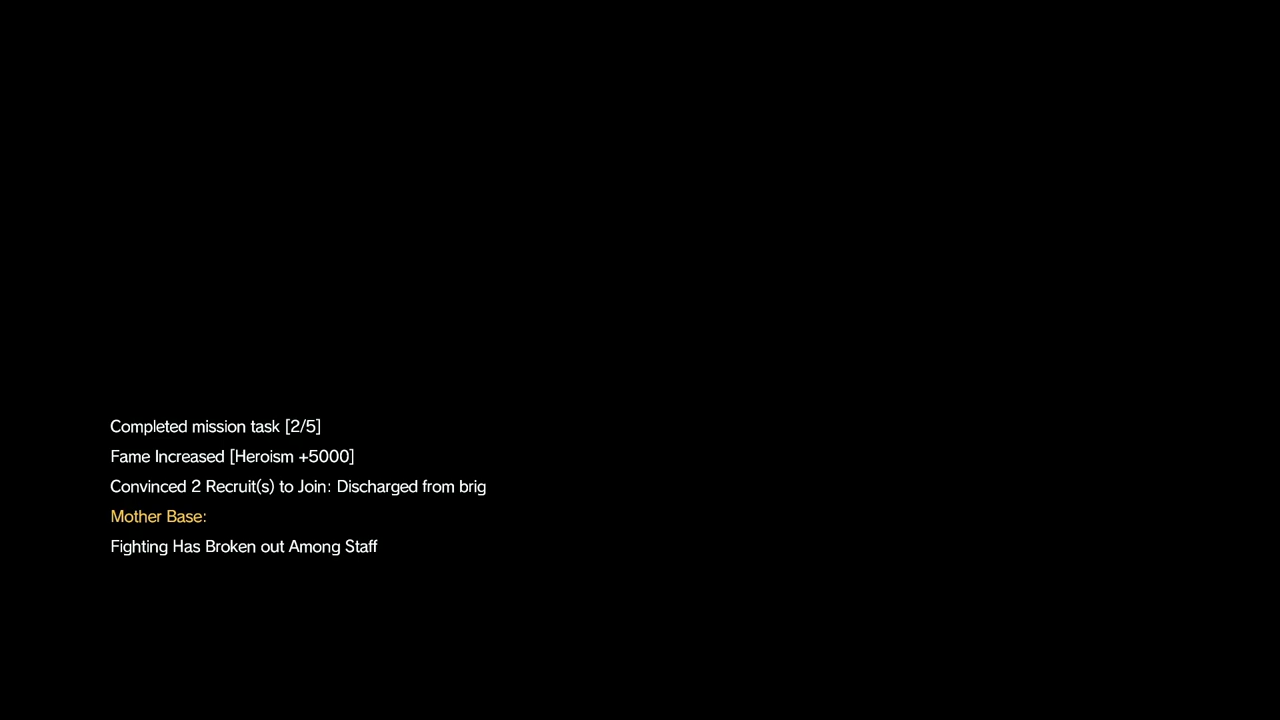 Completed mission task [2/5]
Fame Increased [Heroism +5000]
Convinced 2 Recruit(s) to Join: Discharged from brig
Mother Base:
Fighting Has Broken out Among Staff